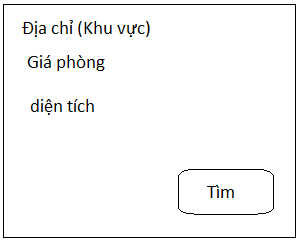 Địa chỉ (Khu vực)
Giá phòng
diện tích
Tìm